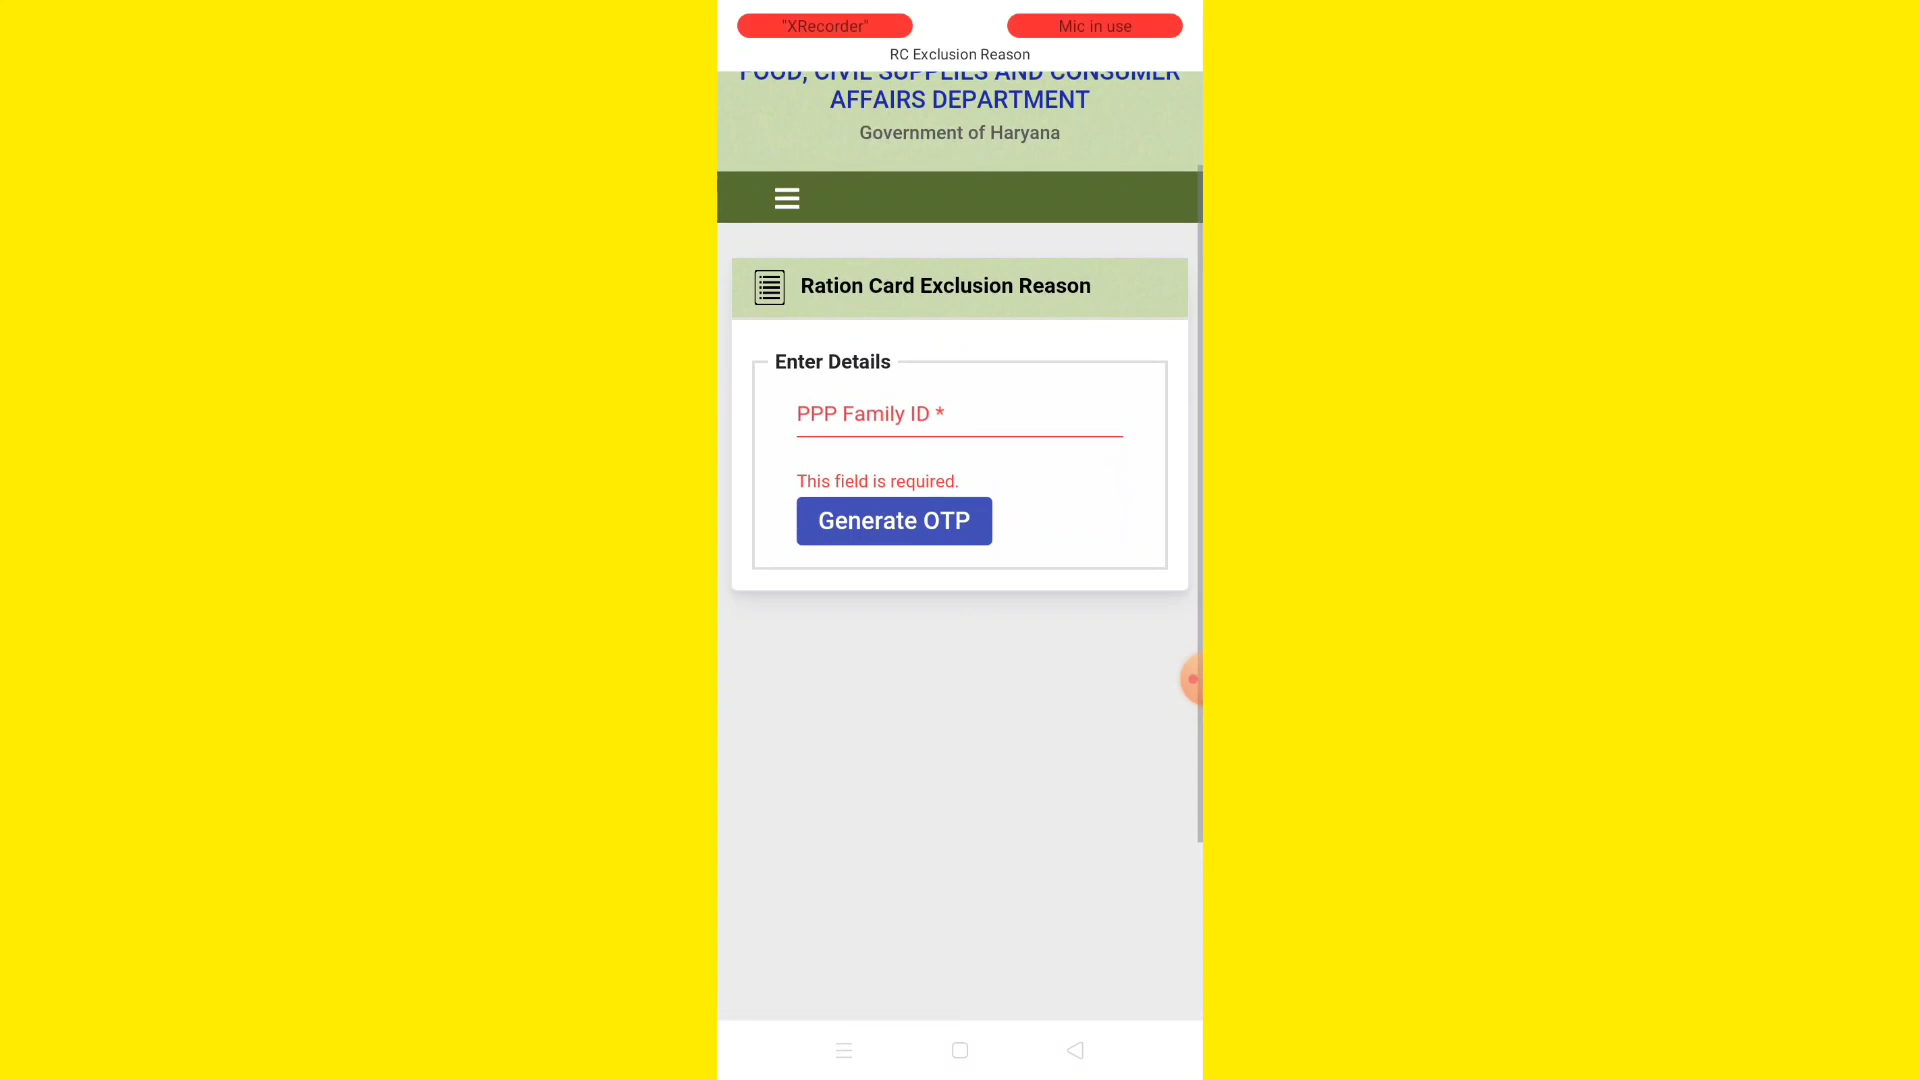 "XRecorder"
Mic in use
RC Exclusion Reason
FOOD, CIVIL SUPPLIES AND CONSUMER
AFFAIRS DEPARTMENT
Government of Haryana
Ration Card Exclusion Reason
Enter Details
PPP Family ID *
This field is required.
Generate OTP